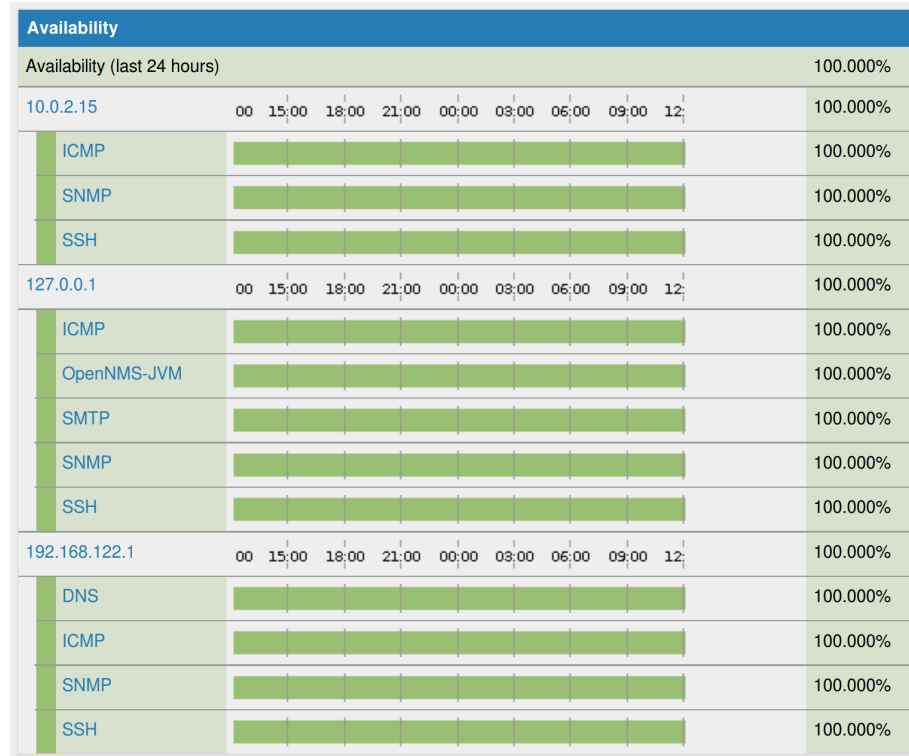 Availability
Availability (last 24 hours) 100.000%
10.0.2.15 00 15:00 18:00 21:00 00:00 03:00 06:00 09:00 12: 100.000%
ICMP 100.000%
SNMP 100.000%
SSH 100.000%
127.0.0.1 00 15:00 18:00 21:00 00:00 03:00 06:00 09:00 12: 100.000%
ICMP 100.000%
OpenNMS-JVM 100.000%
SMTP 100.000%
SNMP 100.000%
SSH 100.000%
192.168.122.1 00 15:00 18:00 21:00 00:00 03:00 06:00 09:00 12: 100.000%
DNS 100.000%
ICMP 100.000%
SNMP 100.000%
SSH 100.000%